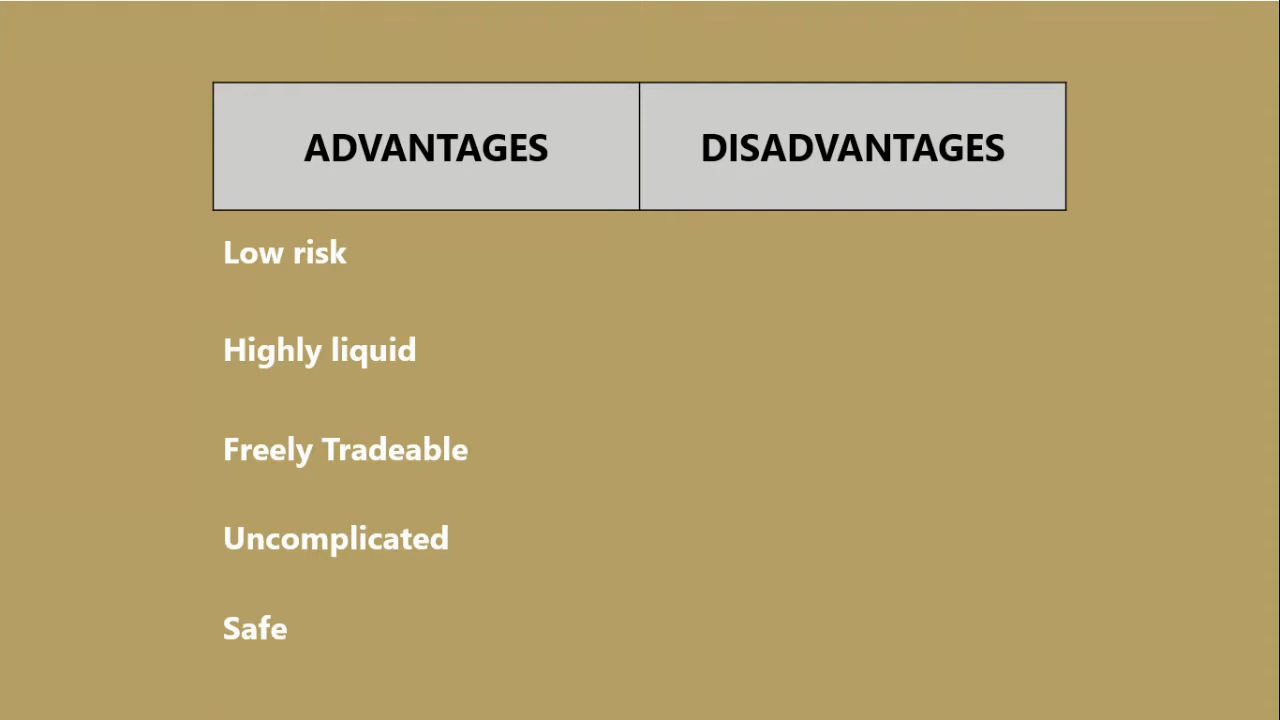 ADVANTAGES DISADVANTAGES
Low risk
Highly liquid
Freely Tradeable
Uncomplicated
Safe